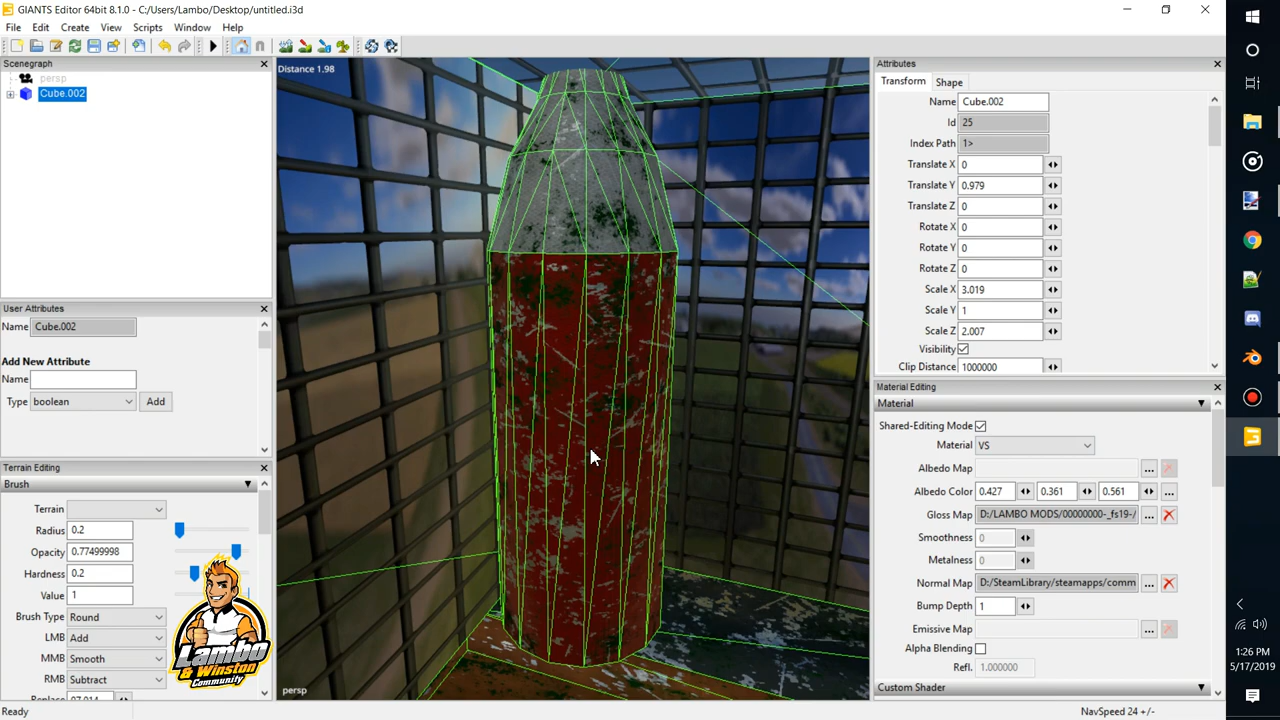 GIANTS Editor 64bit 8.1.0 - C:/Users/Lambo/Desktop/untitled.i3d
File Edit Create View Scripts Window Help
Scenegraph
persp
Cube.002
User Attributes
Name Cube.002
Add New Attribute
Name
Type boolean Add
Terrain Editing
Brush
Terrain
Radius 0.2
Opacity 0.77499998
Hardness 0.2
Value 1
Brush Type Round
LMB Add
MMB Smooth
RMB Subtract
Lambo
& Winston
Community
Distance 1.98
persp
Attributes
Transform Shape
Name Cube.002
Id 25
Index Path 1>
Translate X 0
Translate Y 0.979
Translate Z 0
Rotate X 0
Rotate Y 0
Rotate Z 0
Scale X 3.019
Scale Y 1
Scale Z 2.007
Visibility
Clip Distance 1000000
Material Editing
Material
Shared-Editing Mode
Material VS
Albedo Map ...
Albedo Color 0.427 0.361 0.561 ...
Gloss Map D:/LAMBO MODS/00000000-_fs19-/ ...
Smoothness 0
Metalness 0
Normal Map D:/SteamLibrary/steamapps/comm ...
Bump Depth 1
Emissive Map ...
Alpha Blending
Refl. 1.000000
Custom Shader
Ready
NavSpeed 24 +/-
1:26 PM
5/17/2019